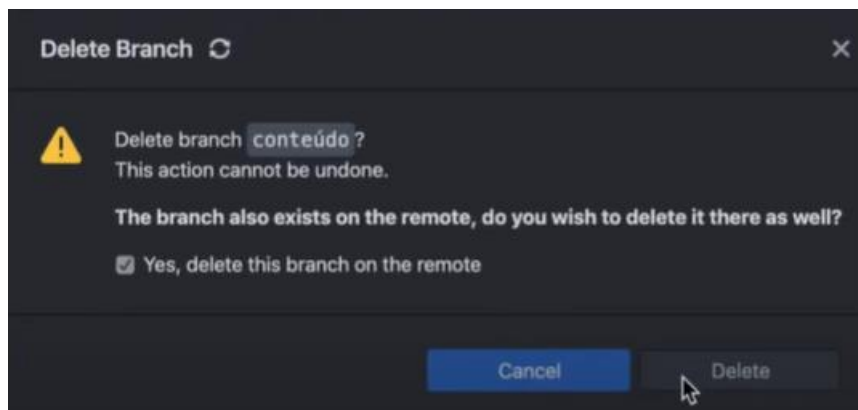 Delete Branch
Delete branch conteúdo?
This action cannot be undone.
The branch also exists on the remote, do you wish to delete it there as well?
Yes, delete this branch on the remote
Cancel
Delete